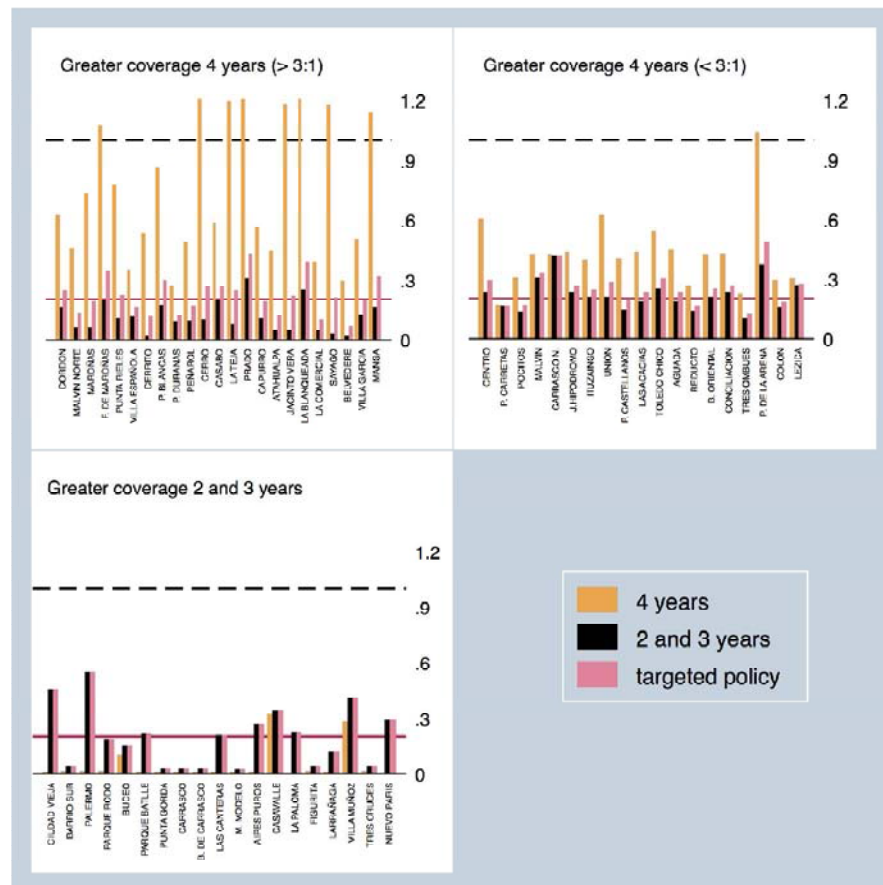 Greater coverage 4 years (> 3:1)
1.2
.9
.6
.3
0
CORDON
MALVIN NORTE
MAROÑAS
F. DE MAROÑAS
PUNTA RIELES
VILLA ESPAÑOLA
CERRITO
P. BLANCAS
P. DURANAS
PEÑAROL
CERRO
CASABO
LA TEJA
PRADO
CAPURRO
ATAHUALPA
JACINTO VERA
LA BLANQUEADA
LA COMERCIAL
SAYAGO
BELVEDERE
VILLA GARCIA
MANGA
Greater coverage 4 years (< 3:1)
1.2
.9
.6
.3
0
CENTRO
P. CARRETAS
POCITOS
MALVIN
CARRASCO N.
J.HIPODROMO
ITUZAINGO
UNION
F. CASTELLANOS
LAS ACACIAS
TOLEDO CHICO
AGUADA
REDUCTO
B. ORIENTAL
CONCILIACION
TRES OMBUES
P. DE LA ARENA
COLON
LEZICA
Greater coverage 2 and 3 years
1.2
.9
.6
.3
0
CIUDAD VIEJA
BARRIO SUR
PALERMO
PARQUE RODO
BUCEO
PARQUE BATLLE
PUNTA GORDA
CARRASCO
B. DE CARRASCO
LAS CANTERAS
M. MODELO
AIRES PUROS
CASAVALLE
LA PALOMA
FIGURITA
LARRAÑAGA
VILLA MUÑOZ
TRES CRUCES
NUEVO PARIS
4 years
2 and 3 years
targeted policy